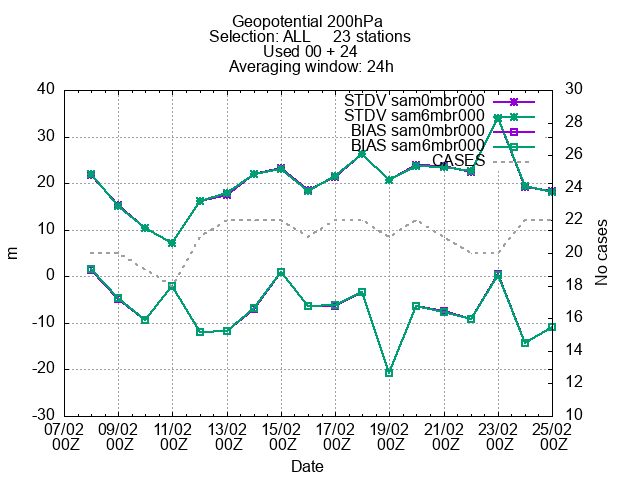 Geopotential 200hPa
Selection: ALL 23 stations
Used 00 + 24
Averaging window: 24h
STDV sam0mbr000
STDV sam6mbr000
BIAS sam0mbr000
BIAS sam6mbr000
CASES
40
30
20
10
0
-10
-20
-30
m
30
28
26
24
22
20
18
16
14
12
10
No cases
07/02 09/02 11/02 13/02 15/02 17/02 19/02 21/02 23/02 25/02
00Z 00Z 00Z 00Z 00Z 00Z 00Z 00Z 00Z 00Z
Date